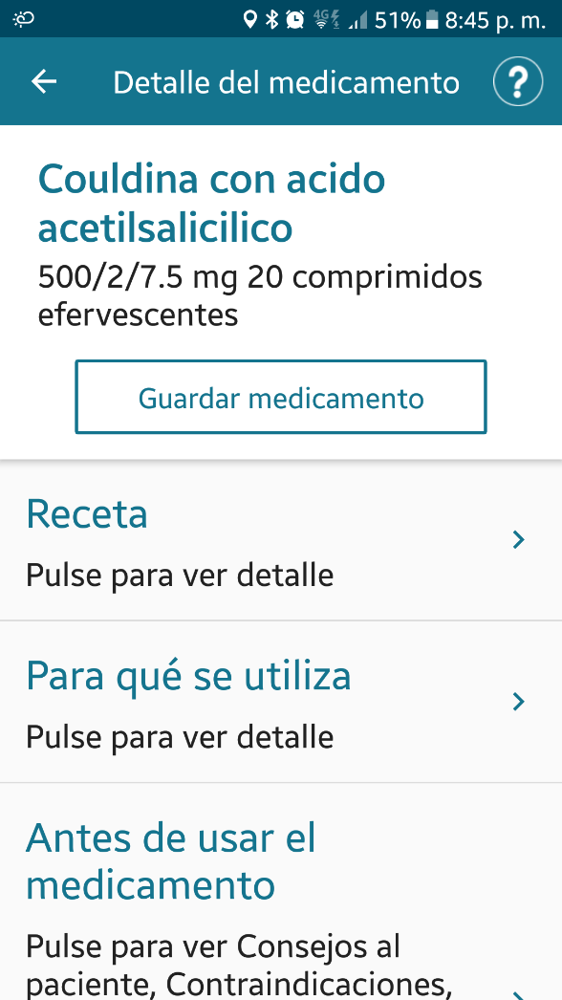 4G 51% 8:45 p. m.
Detalle del medicamento ?
Couldina con acido
acetilsalicilico
500/2/7.5 mg 20 comprimidos
efervescentes
Guardar medicamento
Receta
Pulse para ver detalle
Para qué se utiliza
Pulse para ver detalle
Antes de usar el
medicamento
Pulse para ver Consejos al
paciente, Contraindicaciones,